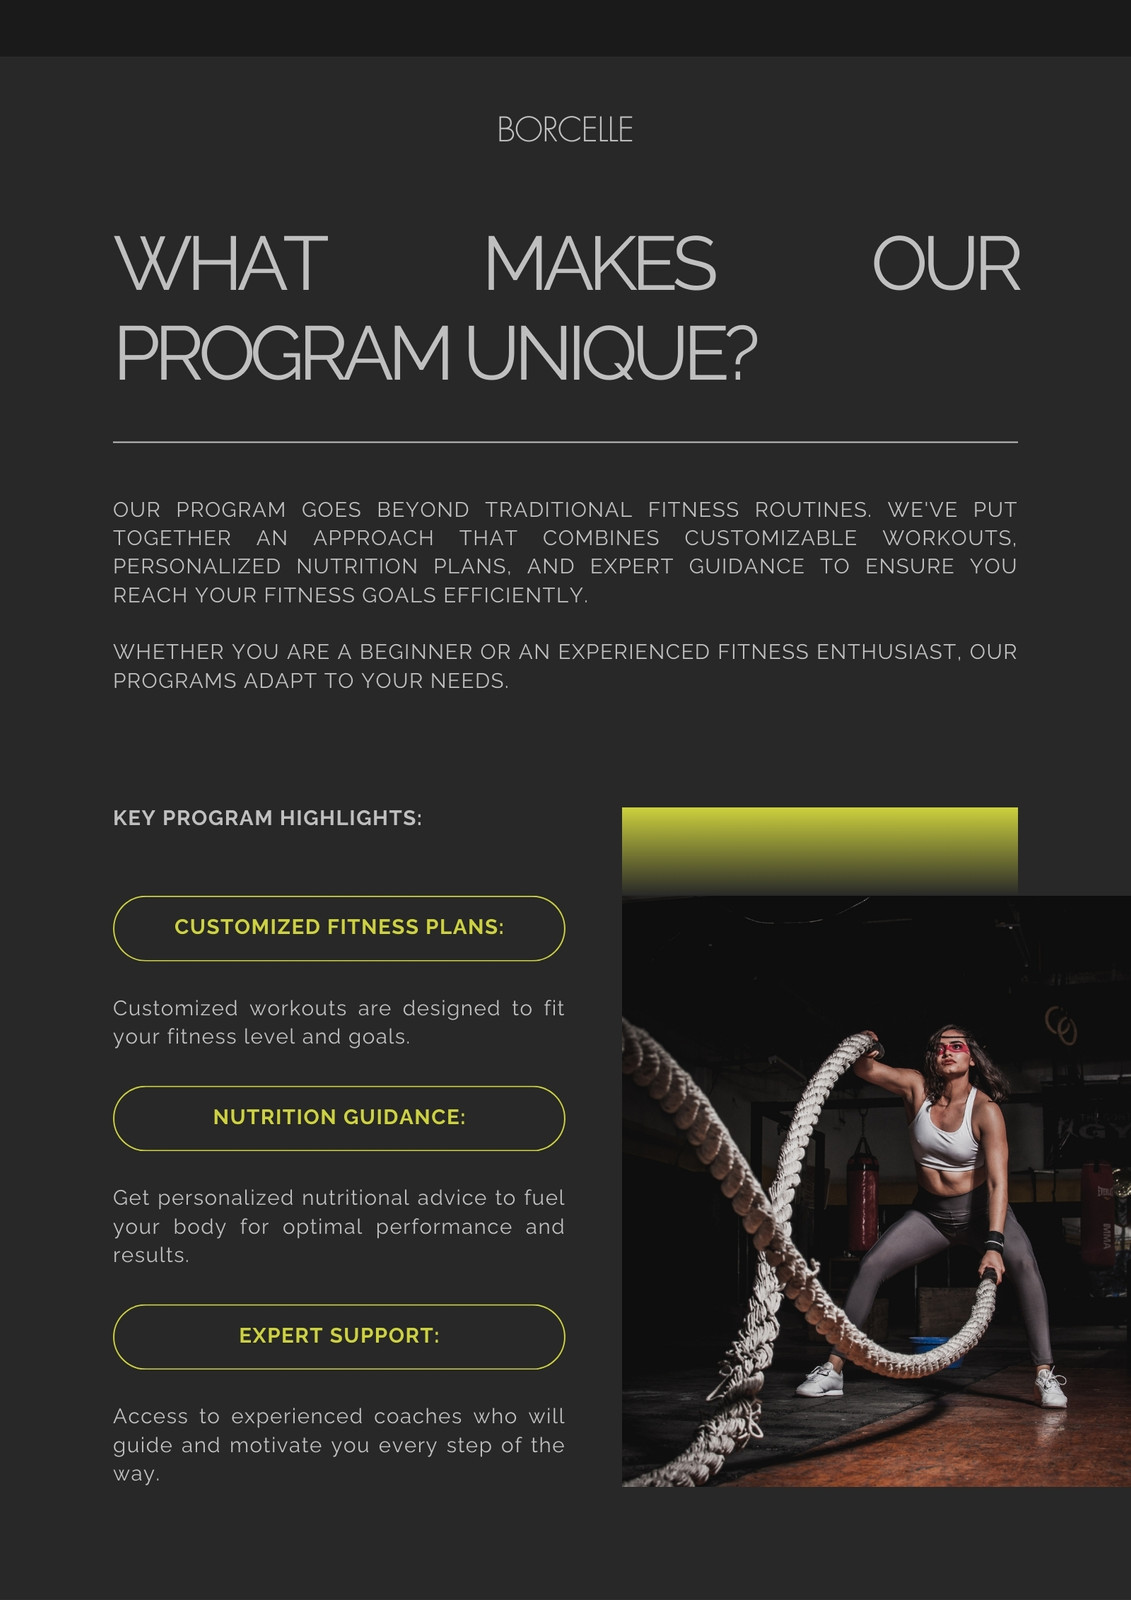 BORCELLE
WHAT MAKES OUR
PROGRAM UNIQUE?
OUR PROGRAM GOES BEYOND TRADITIONAL FITNESS ROUTINES. WE'VE PUT
TOGETHER AN APPROACH THAT COMBINES CUSTOMIZABLE WORKOUTS,
PERSONALIZED NUTRITION PLANS, AND EXPERT GUIDANCE TO ENSURE YOU
REACH YOUR FITNESS GOALS EFFICIENTLY.
WHETHER YOU ARE A BEGINNER OR AN EXPERIENCED FITNESS ENTHUSIAST, OUR
PROGRAMS ADAPT TO YOUR NEEDS.
KEY PROGRAM HIGHLIGHTS:
CUSTOMIZED FITNESS PLANS:
Customized workouts are designed to fit
your fitness level and goals.
NUTRITION GUIDANCE:
Get personalized nutritional advice to fuel
your body for optimal performance and
results.
EXPERT SUPPORT:
Access to experienced coaches who will
guide and motivate you every step of the
way.
MMA